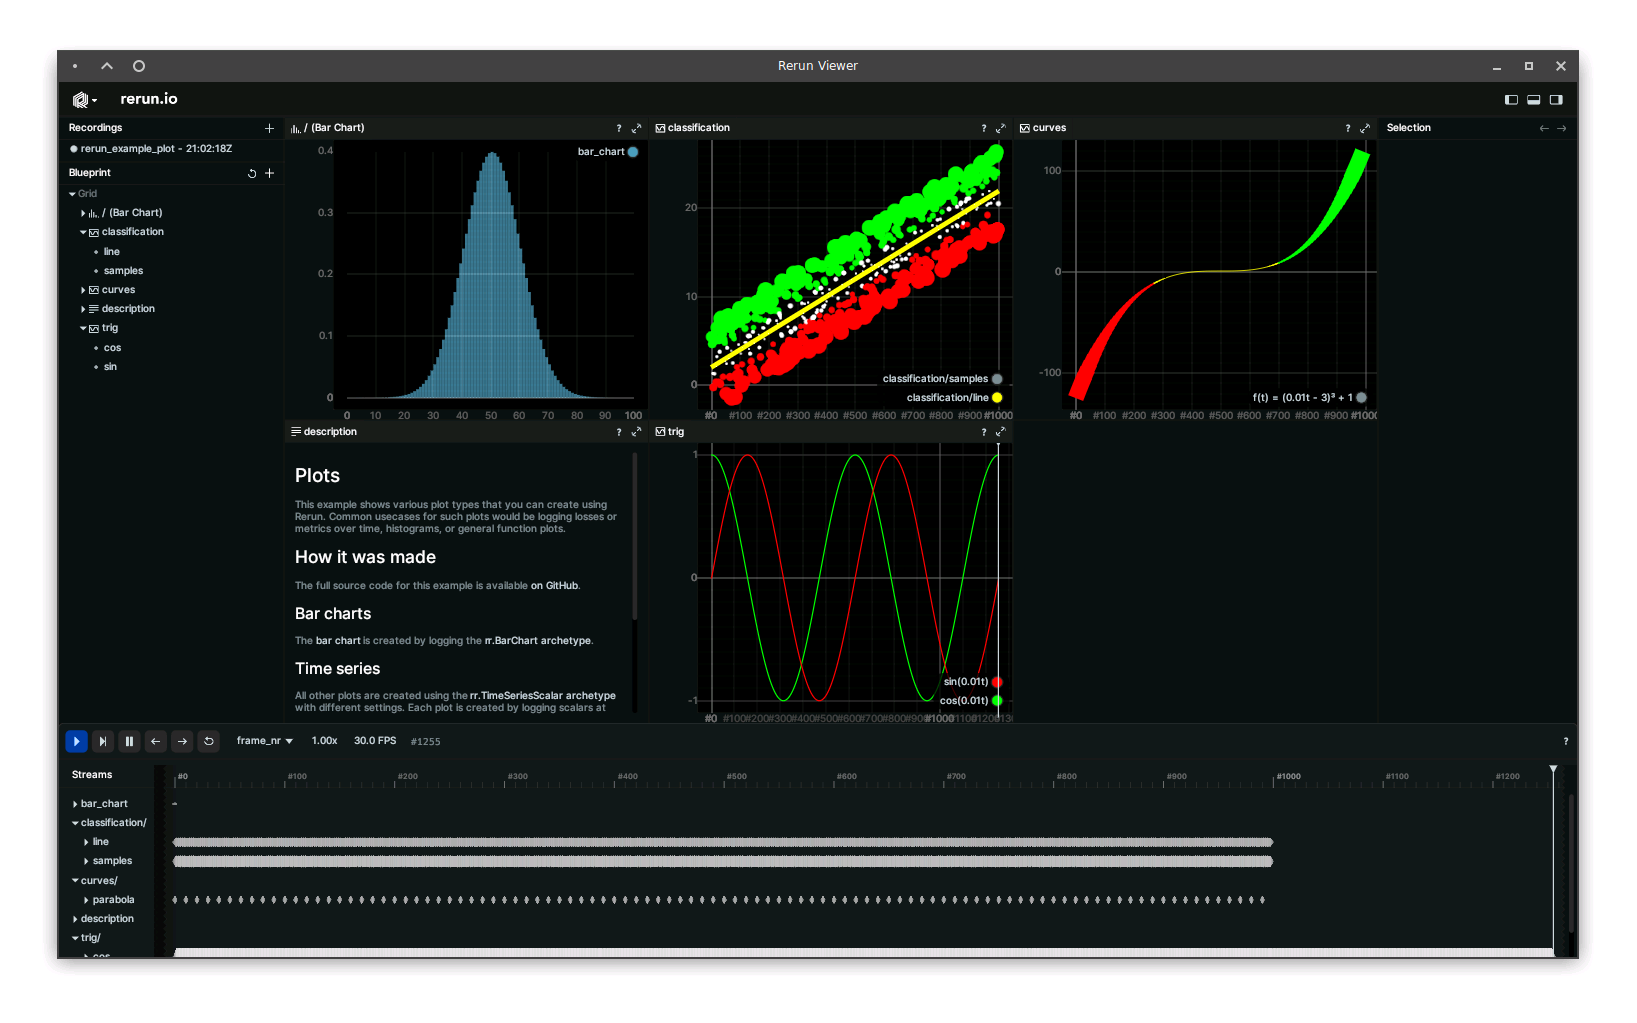 Rerun Viewer
rerun.io
Recordings
rerun_example_plot - 21:02:18Z
Blueprint
Grid
/ (Bar Chart)
classification
line
samples
curves
description
trig
cos
sin
/ (Bar Chart) ?
bar_chart
0.4
0.3
0.2
0.1
0
0 10 20 30 40 50 60 70 80 90 100
classification ?
20
10
0
classification/samples
classification/line
#0 #100 #200 #300 #400 #500 #600 #700 #800 #900 #1000
curves ?
100
0
-100
f(t) = (0.01t - 3)³ + 1
#0 #100 #200 #300 #400 #500 #600 #700 #800 #900 #1000
Selection
description ?
Plots
This example shows various plot types that you can create using
Rerun. Common usecases for such plots would be logging losses or
metrics over time, histograms, or general function plots.
How it was made
The full source code for this example is available on GitHub.
Bar charts
The bar chart is created by logging the rr.BarChart archetype.
Time series
All other plots are created using the rr.TimeSeriesScalar archetype
with different settings. Each plot is created by logging scalars at
trig ?
1
0
-1
sin(0.01t)
cos(0.01t)
#0 #100 #200 #300 #400 #500 #600 #700 #800 #900 #1000
frame_nr 1.00x 30.0 FPS #1255 ?
Streams
#0 #100 #200 #300 #400 #500 #600 #700 #800 #900 #1000 #1100 #1200
bar_chart
classification/
line
samples
curves/
parabola
description
trig/
cos